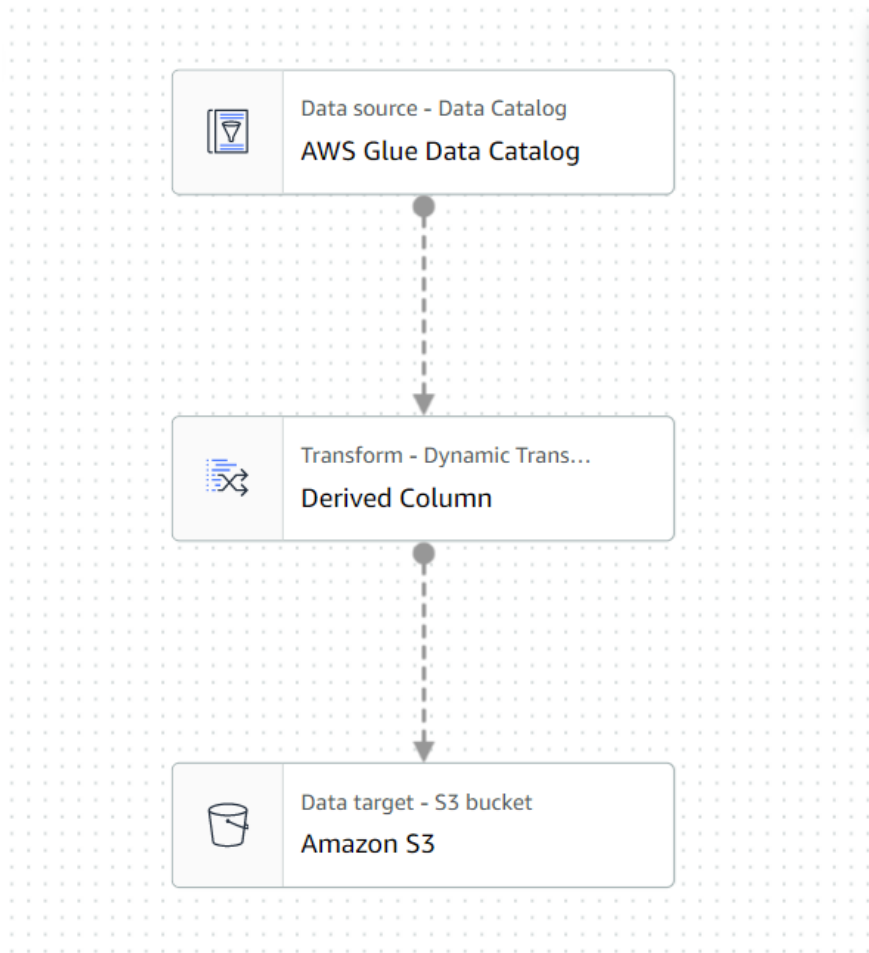 Data source - Data Catalog
AWS Glue Data Catalog
Transform - Dynamic Trans...
Derived Column
Data target - S3 bucket
Amazon S3